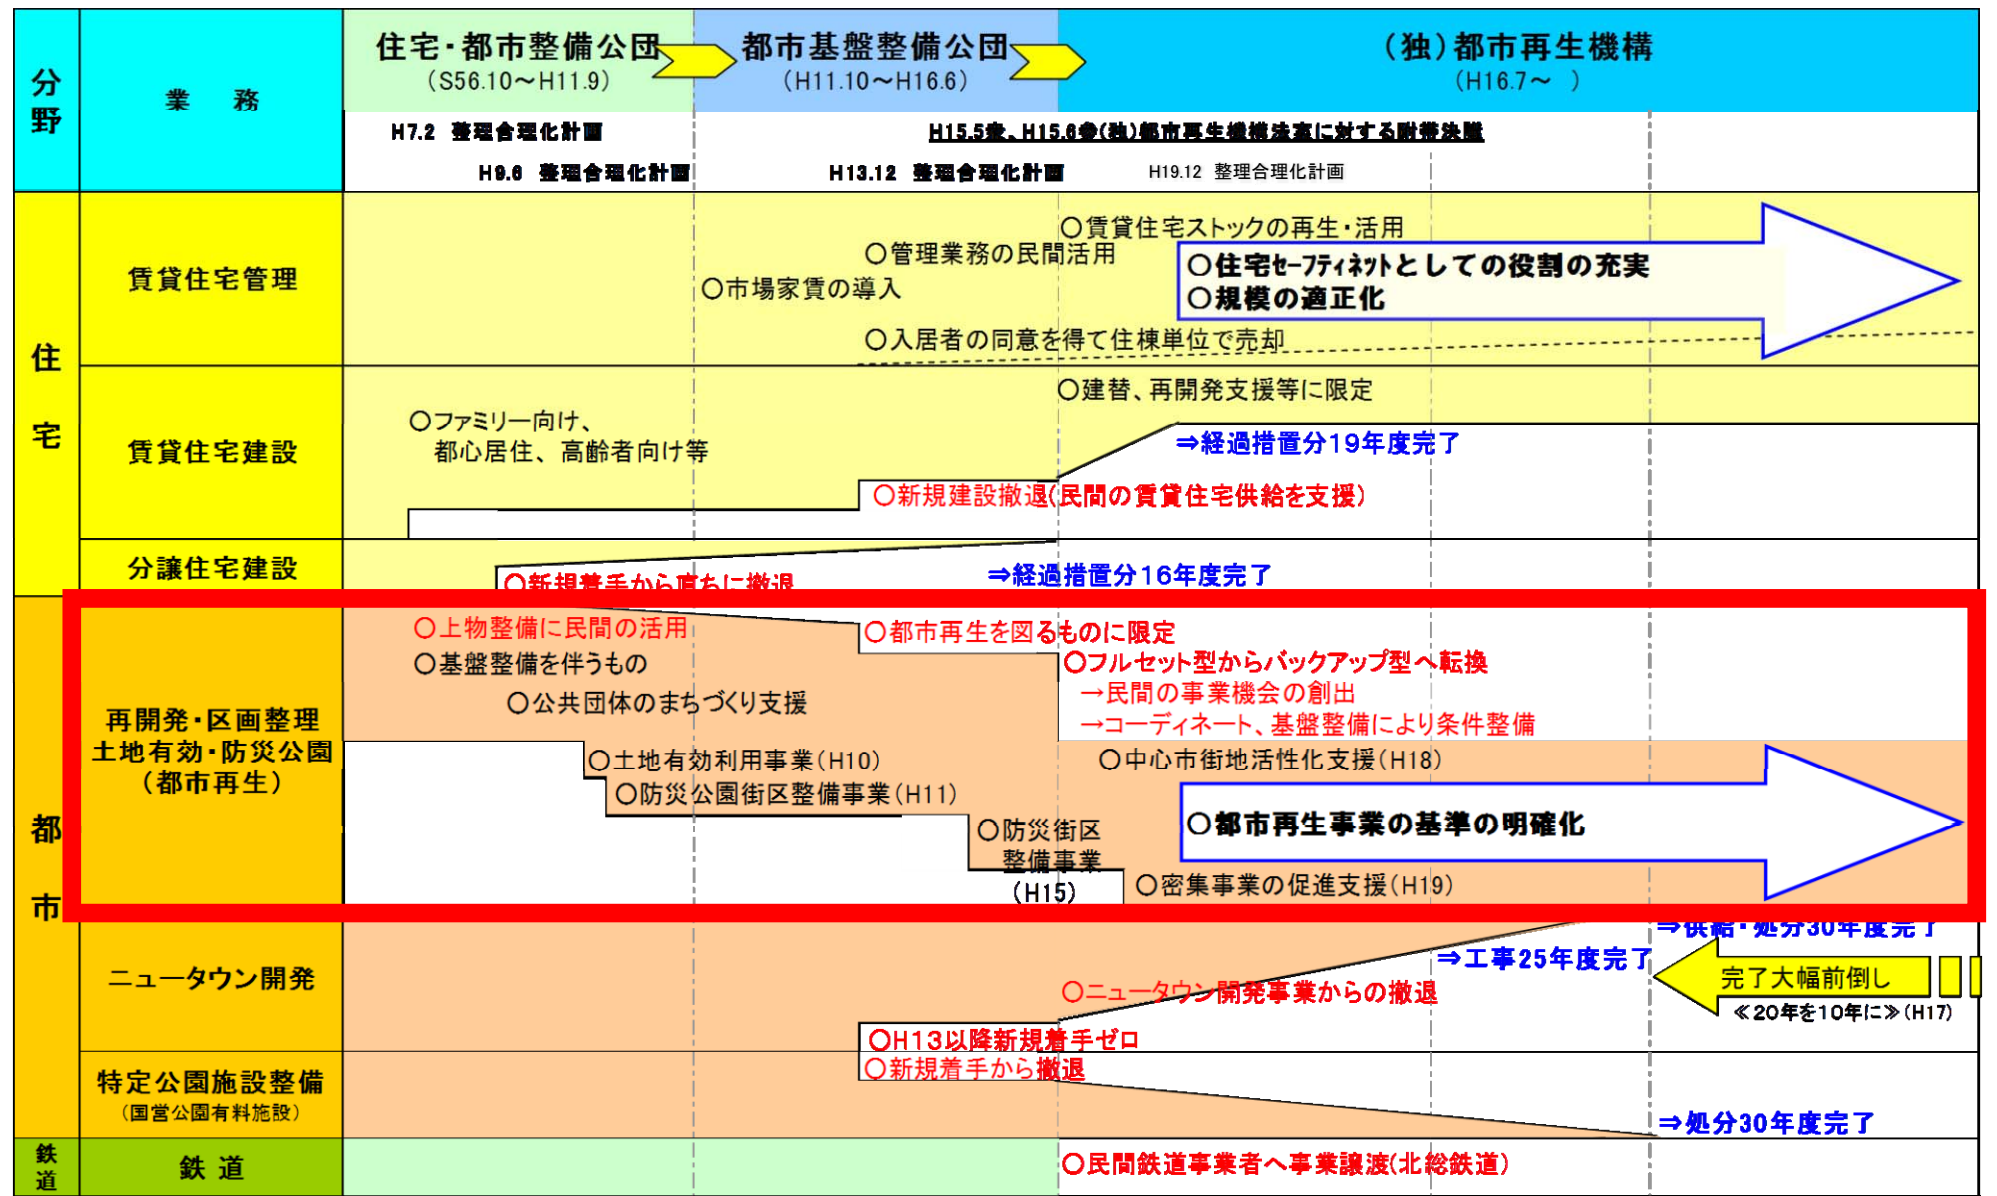 分野
業　務
住宅・都市整備公団
(S56.10～H11.9)
都市基盤整備公団
(H11.10～H16.6)
(独)都市再生機構
(H16.7～　)
H7.2 整理合理化計画
H15.5衆、H15.6参(独)都市再生機構法案に対する附帯決議
H9.6 整理合理化計画
H13.12 整理合理化計画
H19.12 整理合理化計画
住宅
賃貸住宅管理
○賃貸住宅ストックの再生・活用
○管理業務の民間活用
○市場家賃の導入
○住宅ｾｰﾌﾃｨﾈｯﾄとしての役割の充実
○規模の適正化
○入居者の同意を得て住棟単位で売却
賃貸住宅建設
○建替、再開発支援等に限定
○ファミリー向け、
都心居住、高齢者向け等
⇒経過措置分19年度完了
○新規建設撤退(民間の賃貸住宅供給を支援)
分譲住宅建設
○新規着手から直ちに撤退
⇒経過措置分16年度完了
都市
再開発・区画整理
土地有効・防災公園
(都市再生)
○上物整備に民間の活用
○基盤整備を伴うもの
○公共団体のまちづくり支援
○都市再生を図るものに限定
○フルセット型からバックアップ型へ転換
→民間の事業機会の創出
→コーディネート、基盤整備により条件整備
○土地有効利用事業(H10)
○防災公園街区整備事業(H11)
○防災街区
整備事業
(H15)
○中心市街地活性化支援(H18)
○都市再生事業の基準の明確化
○密集事業の促進支援(H19)
ニュータウン開発
⇒供給・処分30年度完了
⇒工事25年度完了
完了大幅前倒し
≪20年を10年に≫(H17)
○ニュータウン開発事業からの撤退
○H13以降新規着手ゼロ
特定公園施設整備
(国営公園有料施設)
○新規着手から撤退
⇒処分30年度完了
鉄道
鉄 道
○民間鉄道事業者へ事業譲渡(北総鉄道)